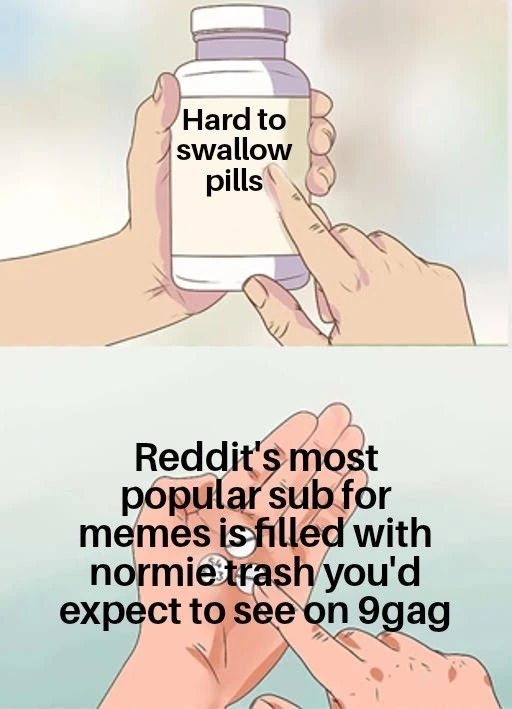 Hard to
swallow
pills
Reddit's most
popular sub for
memes is filled with
normie trash you'd
expect to see on 9gag